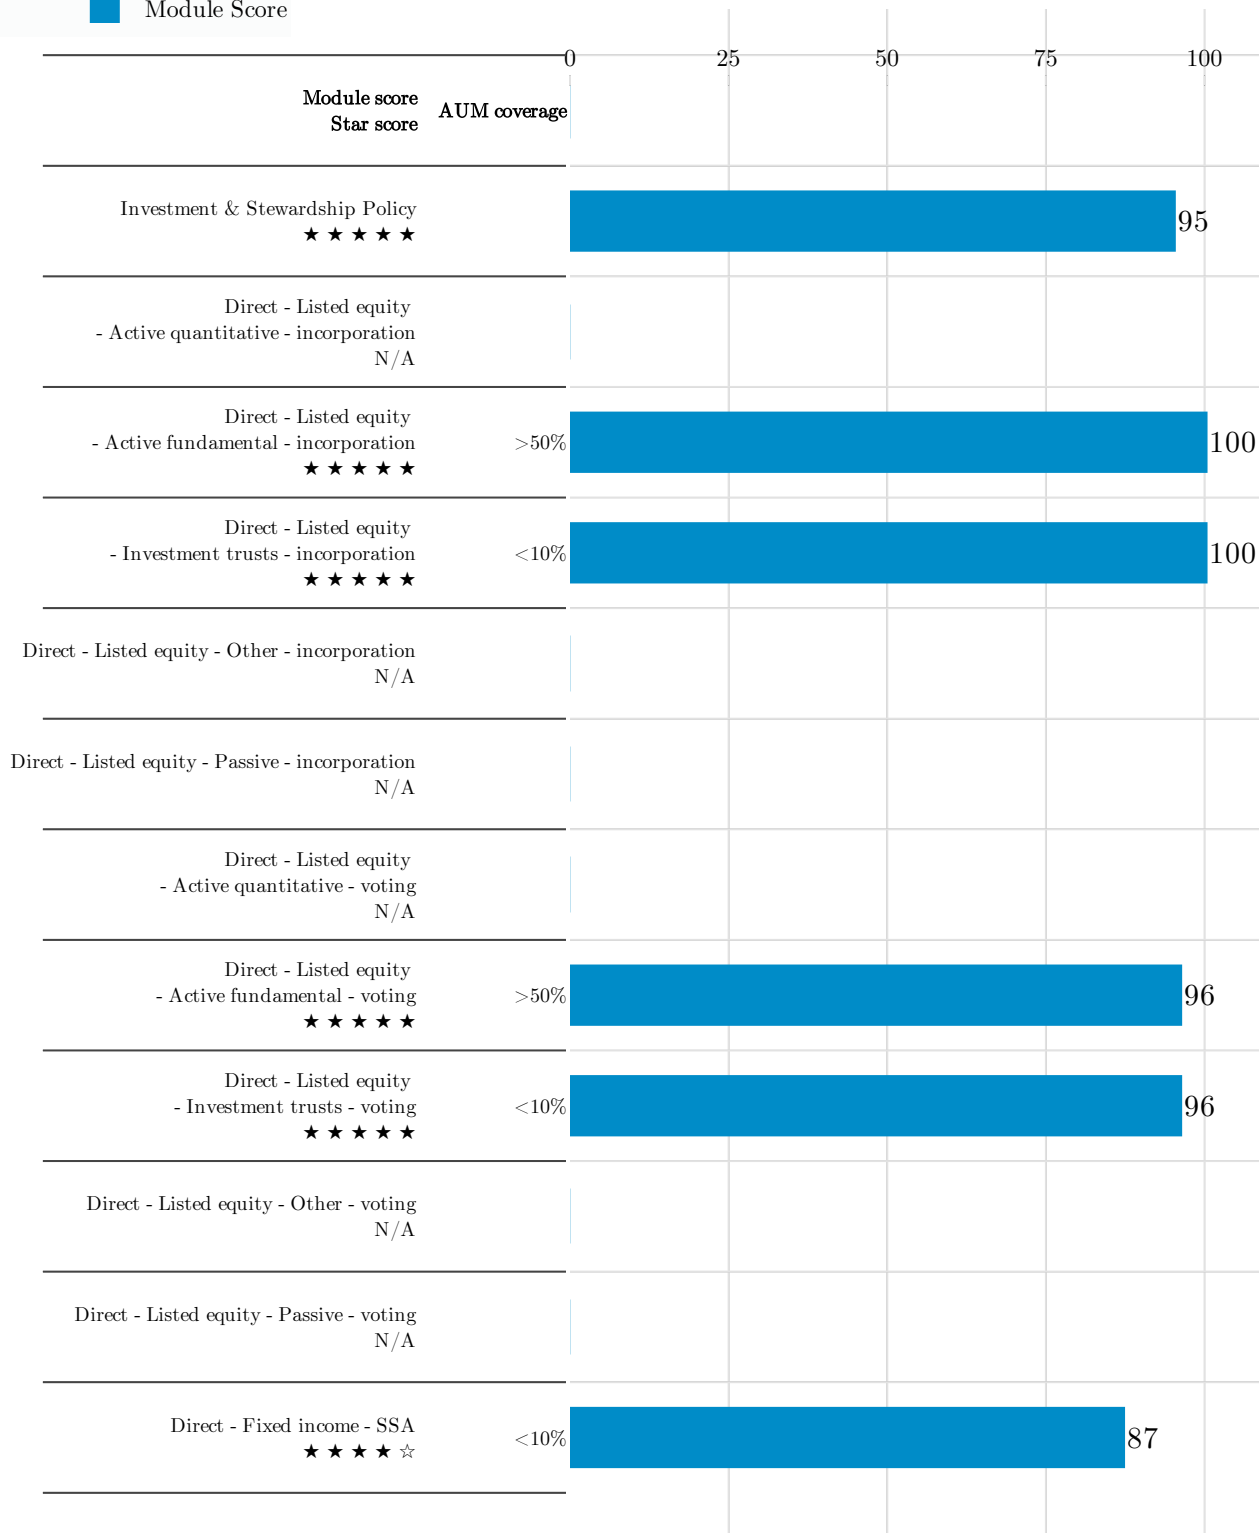 Module Score
0 25 50 75 100
Module score
Star score
AUM coverage
Investment & Stewardship Policy
★ ★ ★ ★ ★
95
Direct - Listed equity
- Active quantitative - incorporation
N/A
Direct - Listed equity
- Active fundamental - incorporation
★ ★ ★ ★ ★
>50%
100
Direct - Listed equity
- Investment trusts - incorporation
★ ★ ★ ★ ★
<10%
100
Direct - Listed equity - Other - incorporation
N/A
Direct - Listed equity - Passive - incorporation
N/A
Direct - Listed equity
- Active quantitative - voting
N/A
Direct - Listed equity
- Active fundamental - voting
★ ★ ★ ★ ★
>50%
96
Direct - Listed equity
- Investment trusts - voting
★ ★ ★ ★ ★
<10%
96
Direct - Listed equity - Other - voting
N/A
Direct - Listed equity - Passive - voting
N/A
Direct - Fixed income - SSA
★ ★ ★ ★ ☆
<10%
87